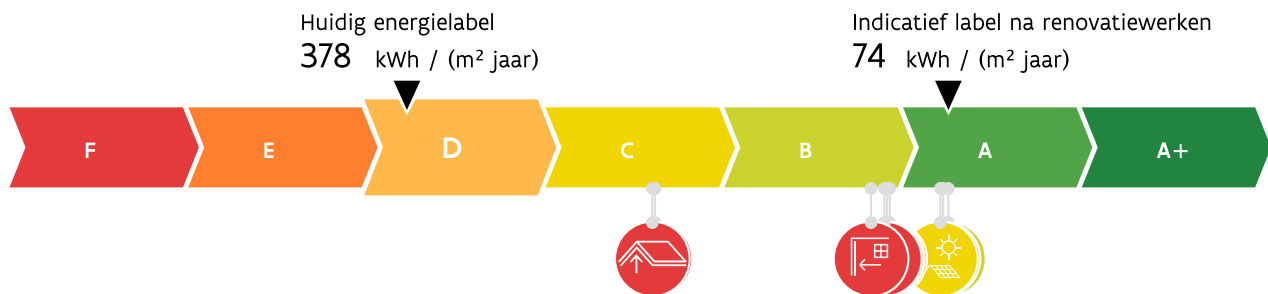 Huidig energielabel
378 kWh / (m² jaar)
Indicatief label na renovatiewerken
74 kWh / (m² jaar)
F E D C B A A+